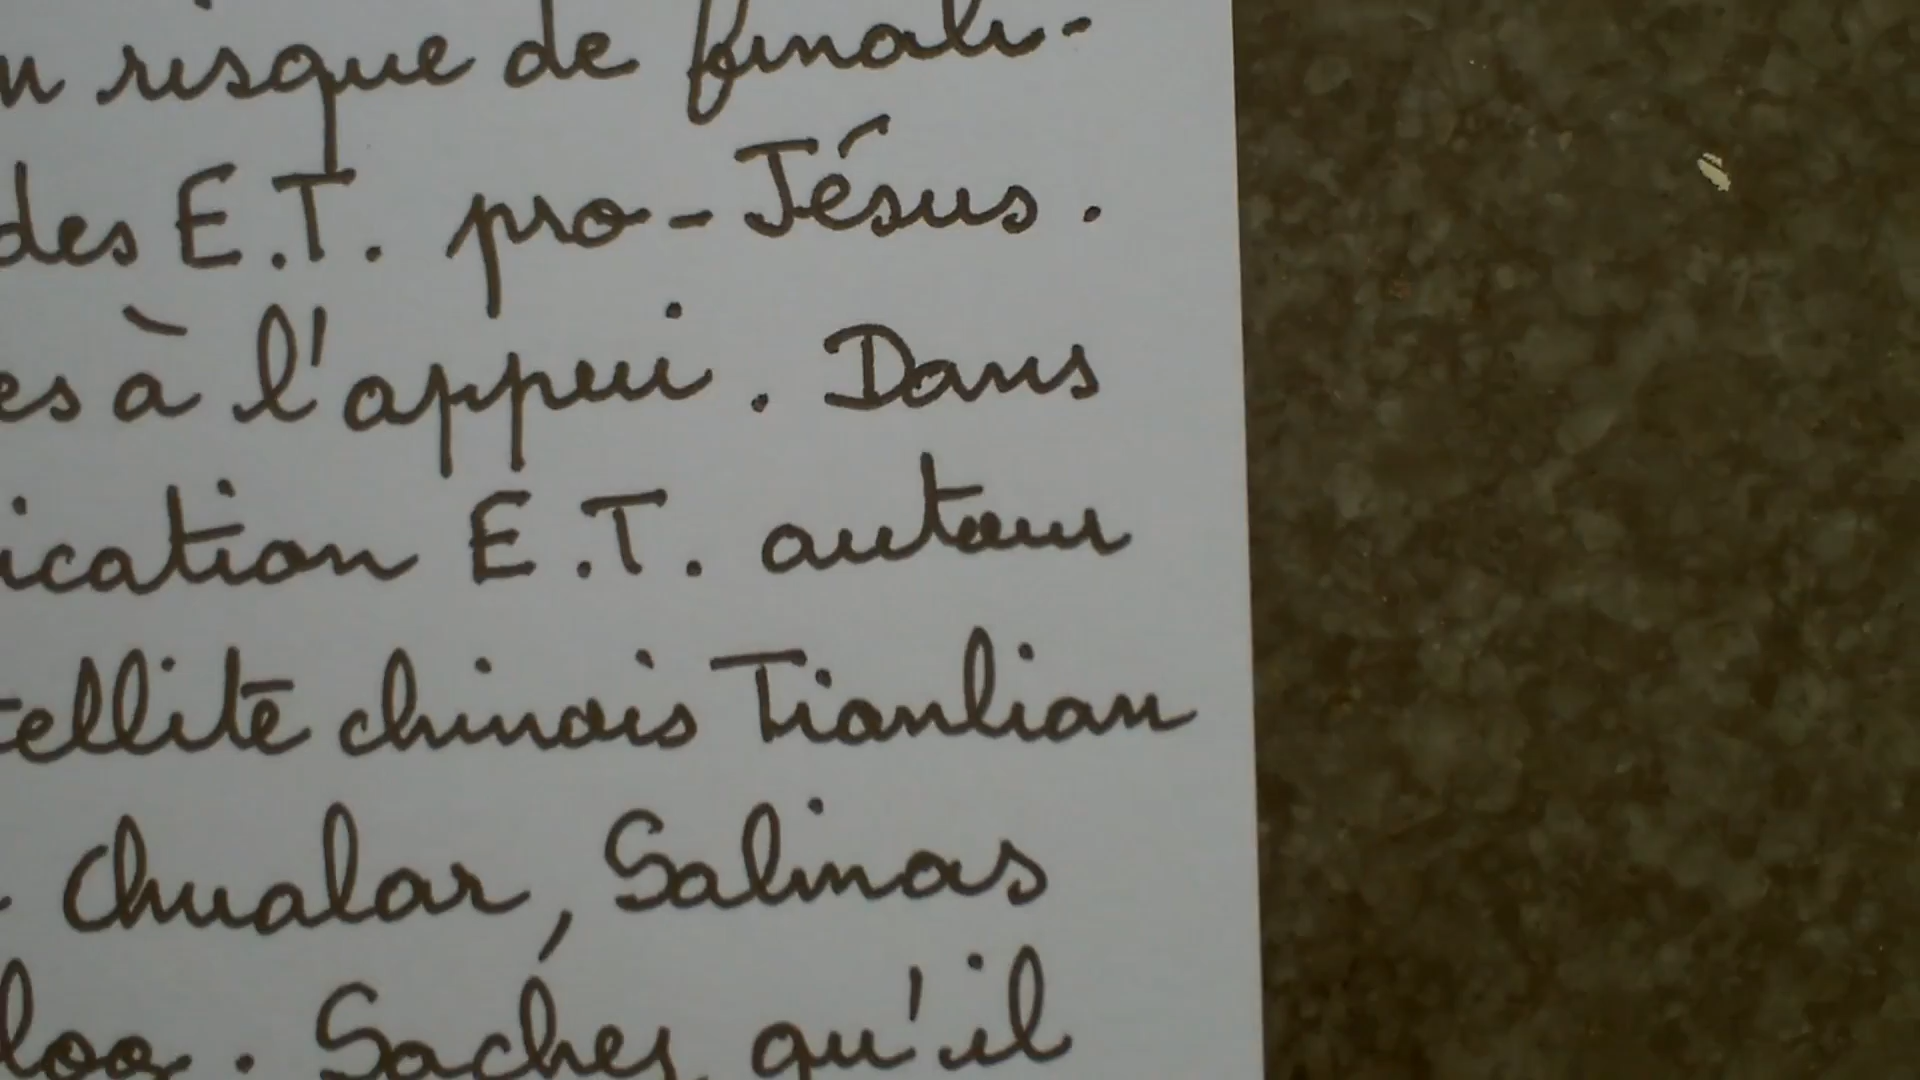 n risque de finali-
des E.T. pro-Jésus.
es à l'appui. Dans
ication E.T. autour
tellite chinois Tianlian
Chualar, Salinas
loa. Sachez qu'il